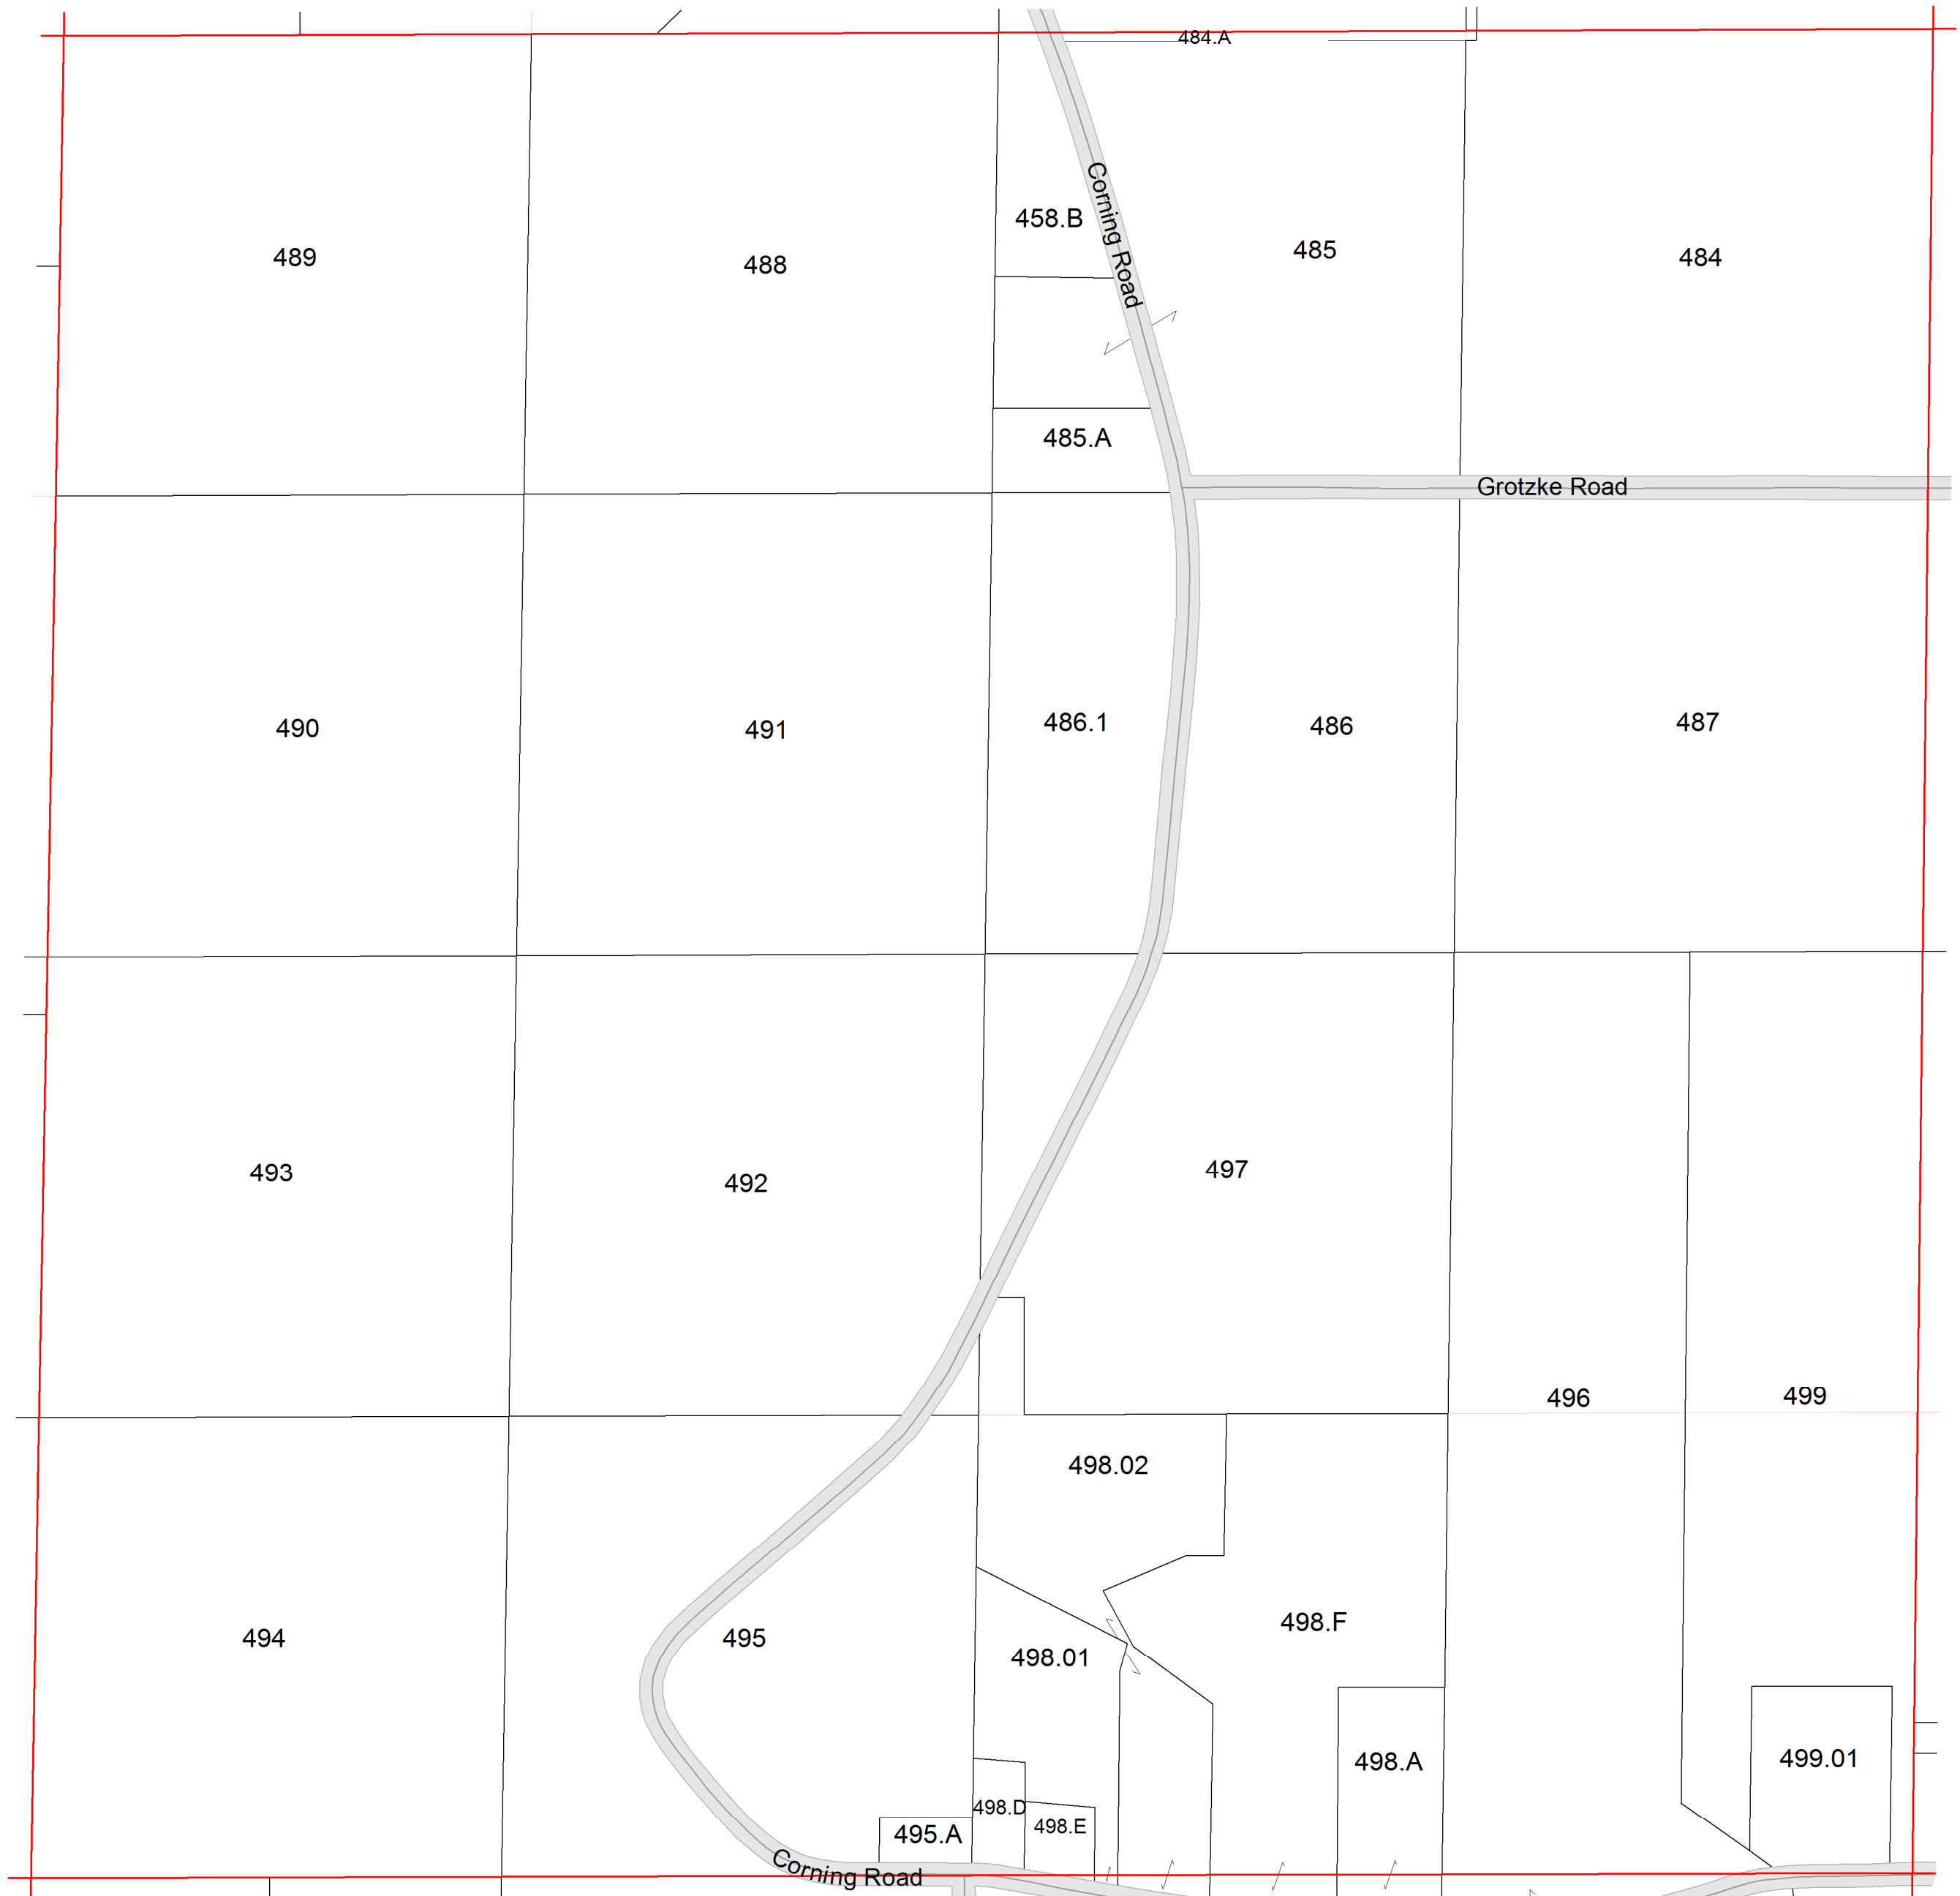 484.A
Corning Road
458.B
485
489
488
484
485.A
Grotzke Road
490
491
486.1
486
487
493
492
497
496
499
498.02
494
495
498.01
498.F
498.A
499.01
498.D
498.E
495.A
Corning Road